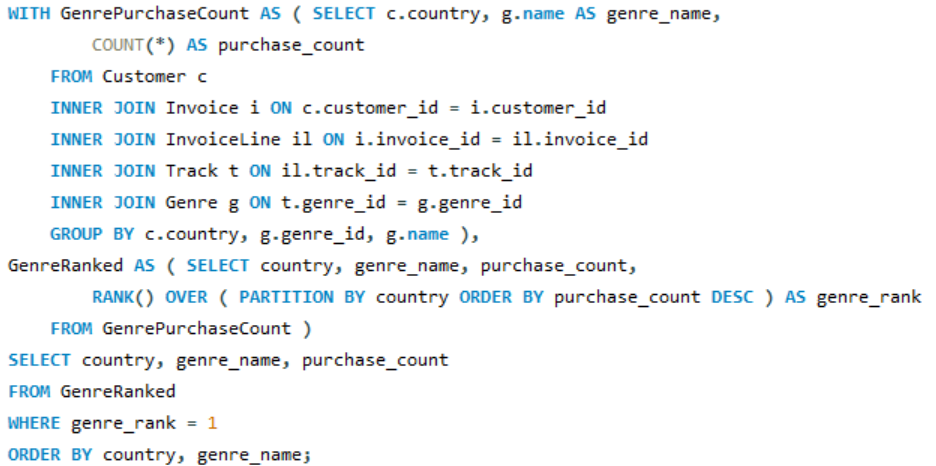 WITH GenrePurchaseCount AS ( SELECT c.country, g.name AS genre_name,
COUNT(*) AS purchase_count
FROM Customer c
INNER JOIN Invoice i ON c.customer_id = i.customer_id
INNER JOIN InvoiceLine il ON i.invoice_id = il.invoice_id
INNER JOIN Track t ON il.track_id = t.track_id
INNER JOIN Genre g ON t.genre_id = g.genre_id
GROUP BY c.country, g.genre_id, g.name ),
GenreRanked AS ( SELECT country, genre_name, purchase_count,
RANK() OVER ( PARTITION BY country ORDER BY purchase_count DESC ) AS genre_rank
FROM GenrePurchaseCount )
SELECT country, genre_name, purchase_count
FROM GenreRanked
WHERE genre_rank = 1
ORDER BY country, genre_name;